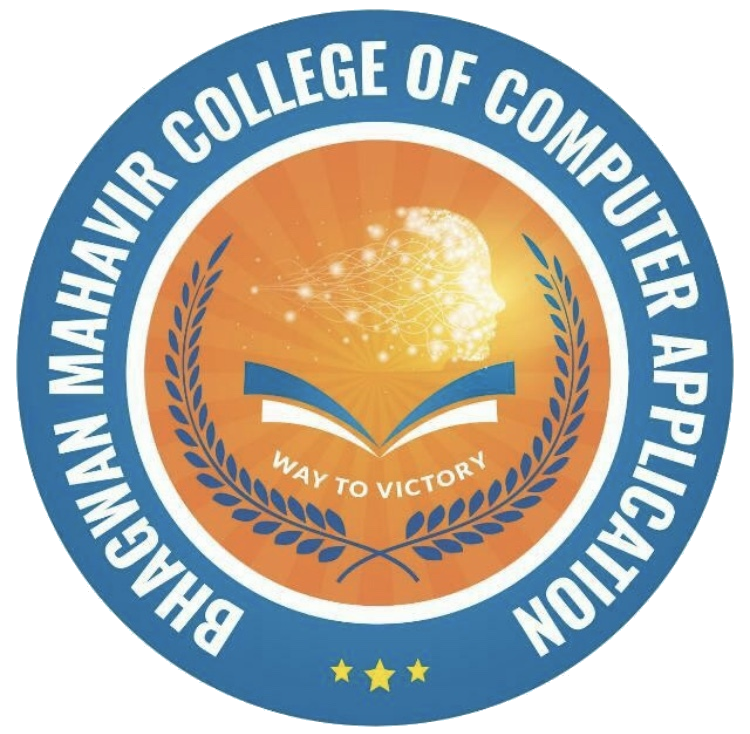 BHAGWAN MAHAVIR COLLEGE OF COMPUTER APPLICATION
WAY TO VICTORY